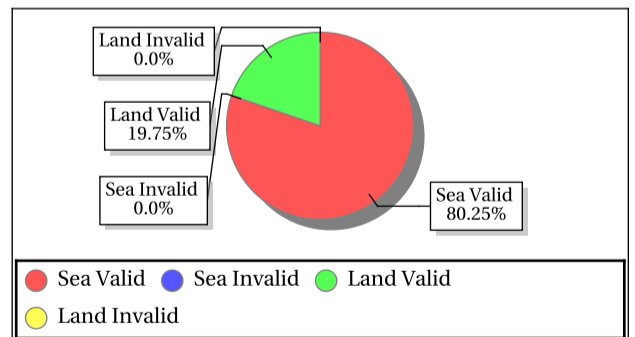 Land Invalid
0.0%
Land Valid
19.75%
Sea Invalid
0.0%
Sea Valid
80.25%
Sea Valid
Sea Invalid
Land Valid
Land Invalid